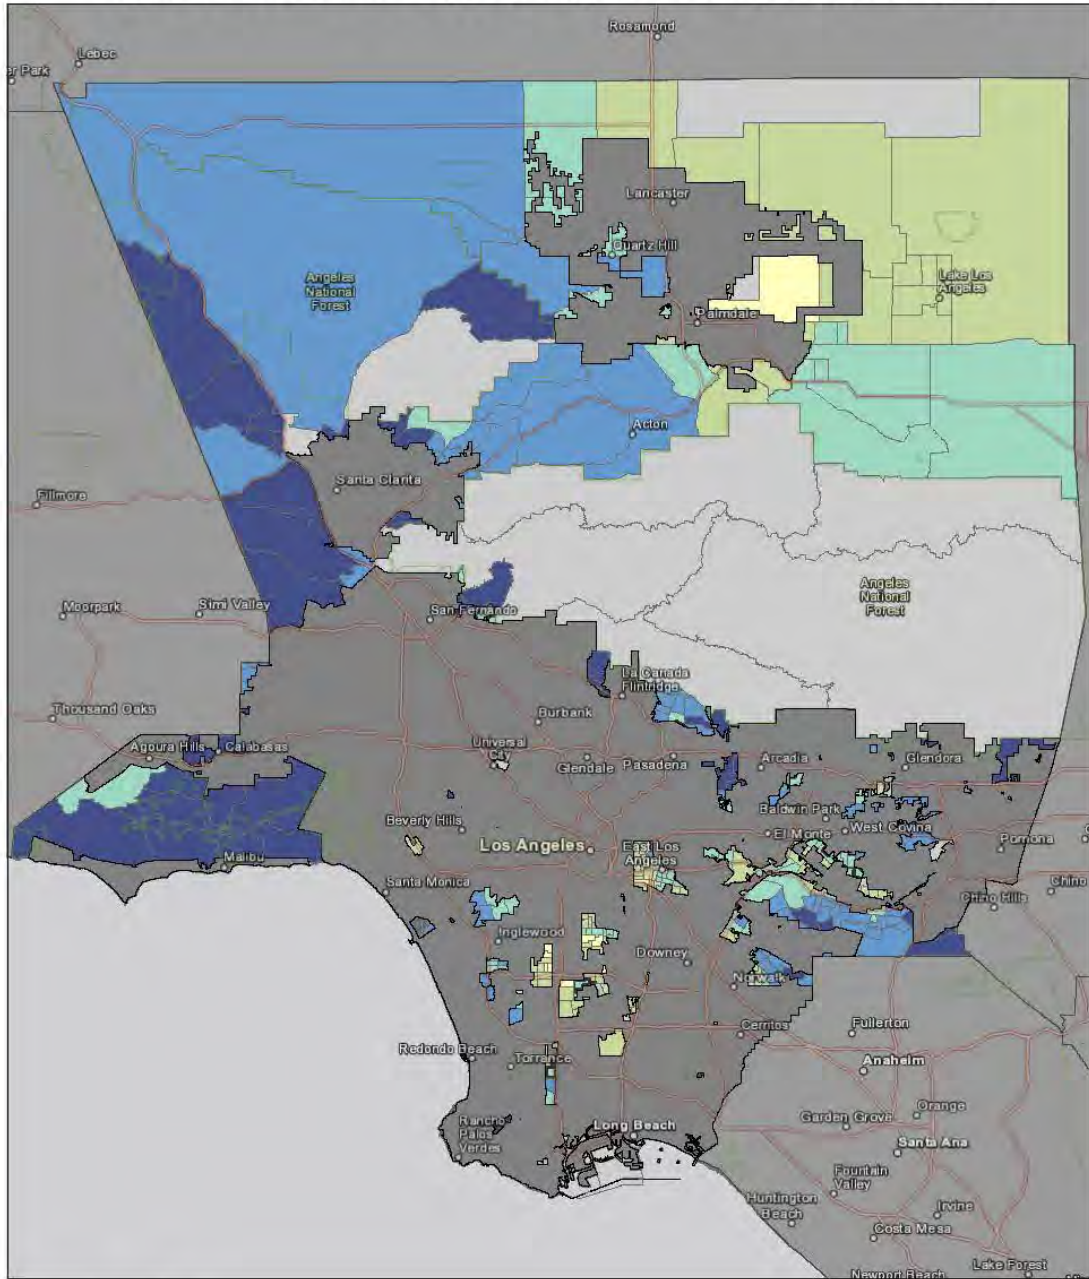 Rosamond
Lebec
er Park
Lancaster
Quartz Hill
Angeles
National
Forest
Lake Los
Angeles
Palmdale
Acton
Santa Clarita
Fillmore
Angeles
National
Forest
Moorpark
Simi Valley
San Fernando
La Canada
Flintridge
Thousand Oaks
Burbank
Agoura Hills
Calabasas
Universal
City
Glendale
Pasadena
Arcadia
Glendora
Baldwin Park
Beverly Hills
West Covina
El Monte
Pomona
Los Angeles
East Los
Angeles
Malibu
Santa Monica
Chino
Chino Hills
Inglewood
Downey
Norwalk
Cerritos
Fullerton
Redondo Beach
Torrance
Anaheim
Orange
Garden Grove
Rancho
Palos
Verdes
Long Beach
Santa Ana
Fountain
Valley
Huntington
Beach
Irvine
Costa Mesa
Lake Forest
Newport Beach